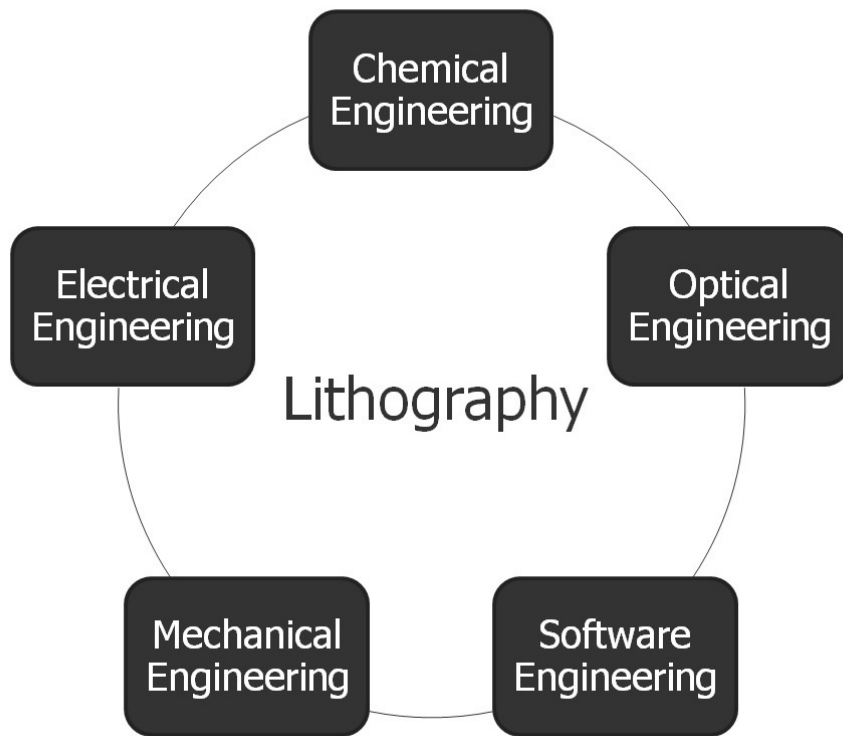 Chemical
Engineering
Electrical
Engineering
Optical
Engineering
Lithography
Mechanical
Engineering
Software
Engineering